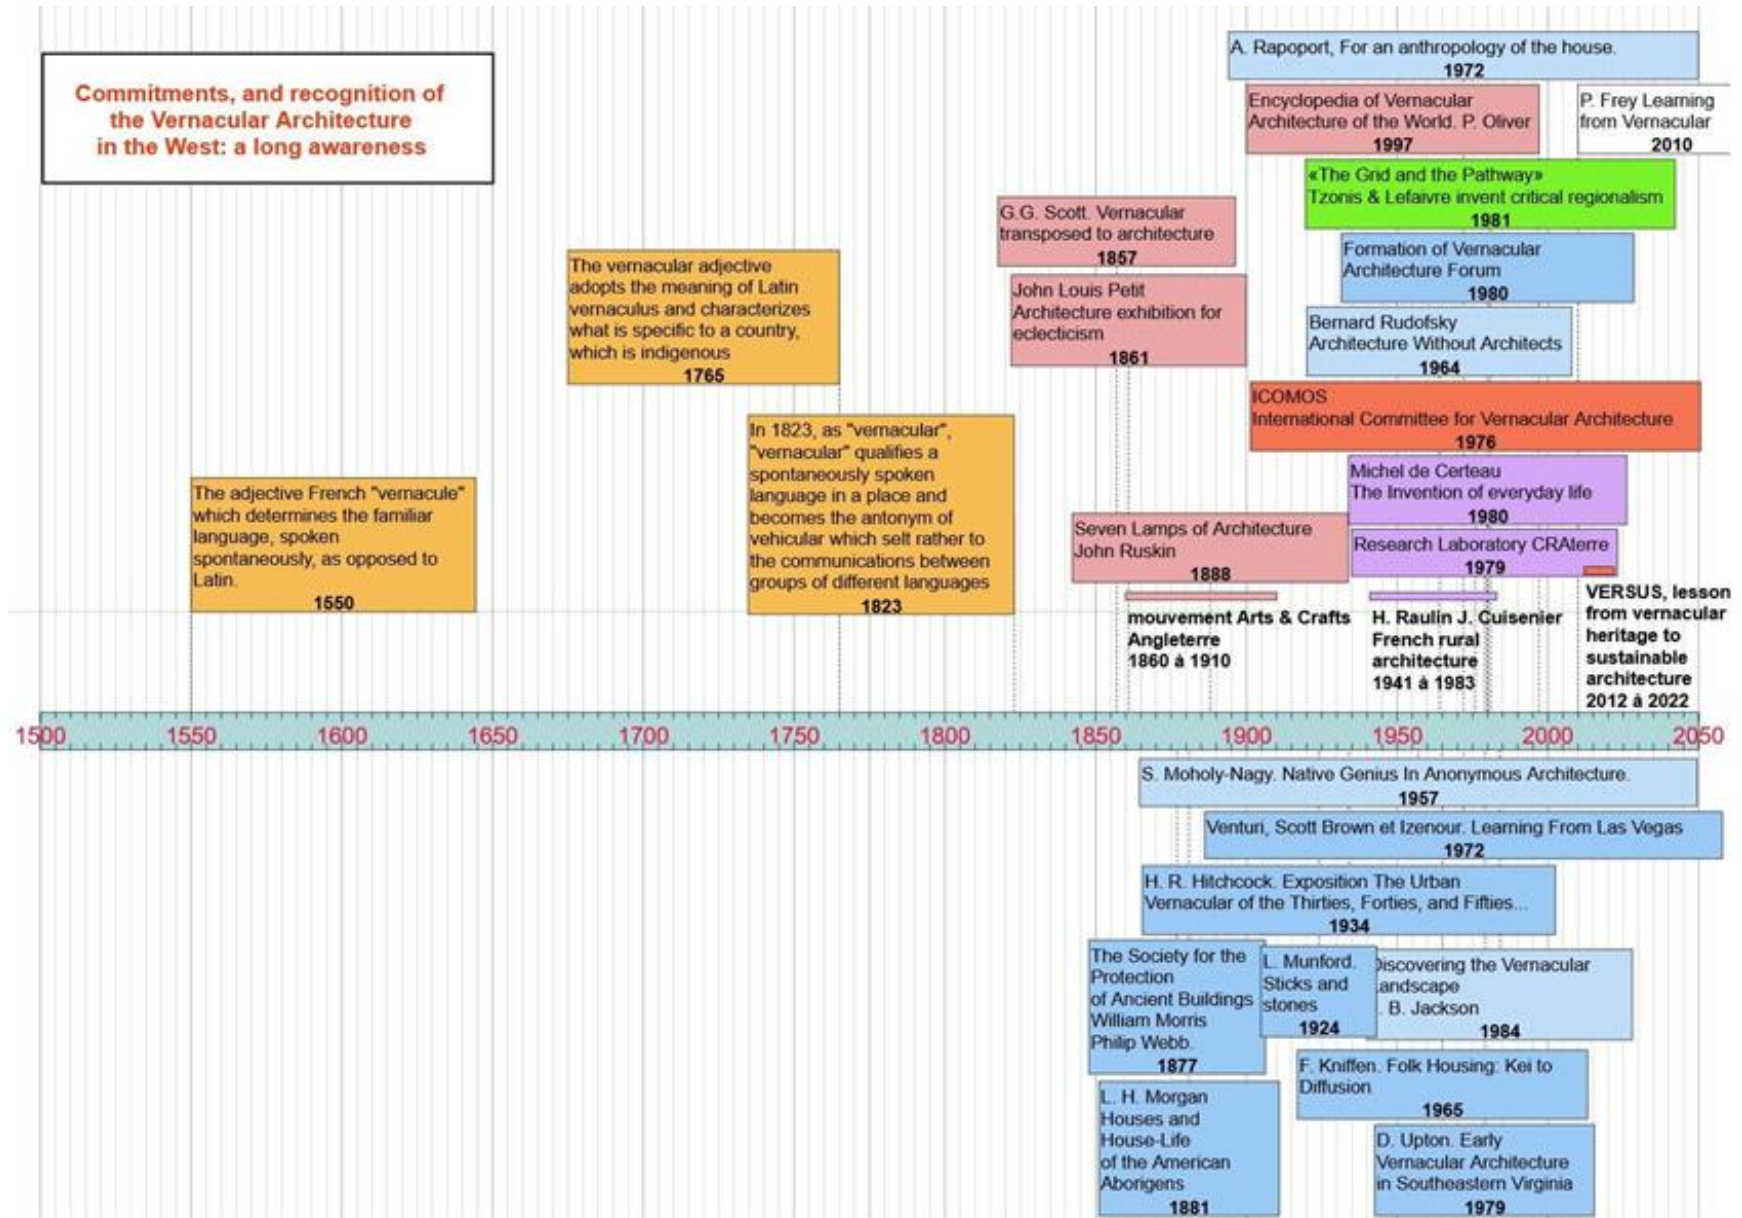 Commitments, and recognition of
the Vernacular Architecture
in the West: a long awareness
A. Rapoport, For an anthropology of the house.
1972
Encyclopedia of Vernacular
Architecture of the World. P. Oliver
1997
P. Frey Learning
from Vernacular
2010
«The Grid and the Pathway»
Tzonis & Lefaivre invent critical regionalism
1981
G.G. Scott. Vernacular
transposed to architecture
1857
Formation of Vernacular
Architecture Forum
1980
The vernacular adjective
adopts the meaning of Latin
vernaculus and characterizes
what is specific to a country,
which is indigenous
1765
John Louis Petit
Architecture exhibition for
eclecticism
1861
Bernard Rudofsky
Architecture Without Architects
1964
ICOMOS
International Committee for Vernacular Architecture
1976
In 1823, as "vernacular",
"vernacular" qualifies a
spontaneously spoken
language in a place and
becomes the antonym of
vehicular which selt rather to
the communications between
groups of different languages
1823
Michel de Certeau
The Invention of everyday life
1980
The adjective French "vernacule"
which determines the familiar
language, spoken
spontaneously, as opposed to
Latin.
1550
Seven Lamps of Architecture
John Ruskin
1888
Research Laboratory CRAterre
1979
mouvement Arts & Crafts
Angleterre
1860 à 1910
H. Raulin J. Cuisenier
French rural
architecture
1941 à 1983
VERSUS, lesson
from vernacular
heritage to
sustainable
architecture
2012 à 2022
1500 1550 1600 1650 1700 1750 1800 1850 1900 1950 2000 2050
S. Moholy-Nagy. Native Genius In Anonymous Architecture.
1957
Venturi, Scott Brown et Izenour. Learning From Las Vegas
1972
H. R. Hitchcock. Exposition The Urban
Vernacular of the Thirties, Forties, and Fifties...
1934
The Society for the
Protection
of Ancient Buildings
William Morris
Philip Webb.
1877
L. Munford.
Sticks and
stones
1924
Discovering the Vernacular
andscape
. B. Jackson
1984
F. Kniffen. Folk Housing: Kei to
Diffusion
1965
L. H. Morgan
Houses and
House-Life
of the American
Aborigens
1881
D. Upton. Early
Vernacular Architecture
in Southeastern Virginia
1979